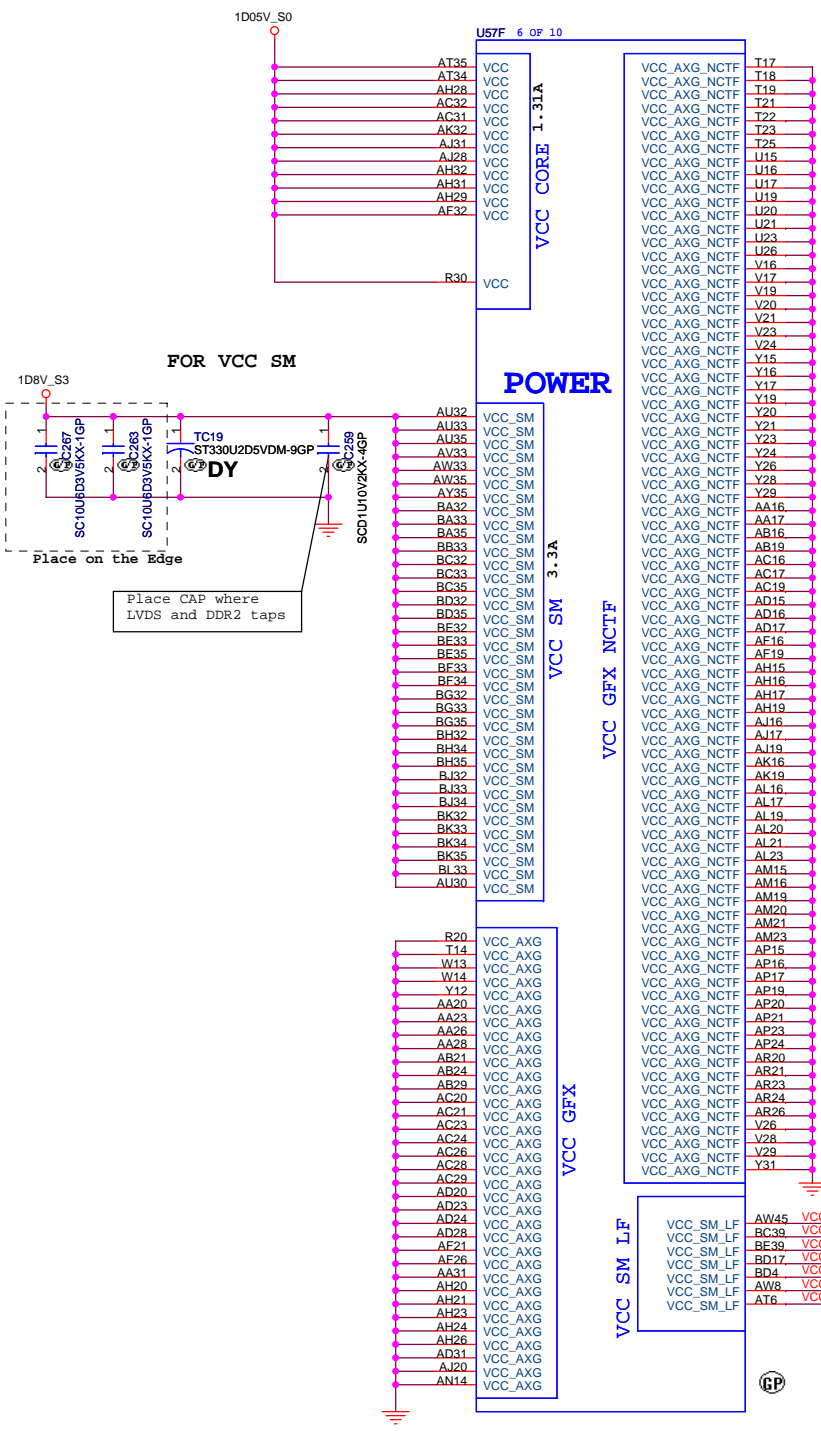 1D05V_S0
U57F 6 OF 10
AT35 VCC
AT34 VCC
AH28 VCC
AC32 VCC
AC31 VCC
AK32 VCC
AJ31 VCC
AJ28 VCC
AH32 VCC
AH31 VCC
AH29 VCC
AF32 VCC
R30 VCC
VCC CORE 1.31A
FOR VCC SM
1D8V_S3
POWER
1 2 C267 SC10U6D3V5KX-1GP
1 2 C263 SC10U6D3V5KX-1GP
1 2 TC19
ST330U2D5VDM-9GP
DY
1 2 C259 SCD1U10V2KX-4GP
Place on the Edge
Place CAP where
LVDS and DDR2 taps
AU32 VCC_SM
AU33 VCC_SM
AU35 VCC_SM
AV33 VCC_SM
AW33 VCC_SM
AW35 VCC_SM
AY35 VCC_SM
BA32 VCC_SM
BA33 VCC_SM
BA35 VCC_SM
BB33 VCC_SM
BC32 VCC_SM
BC33 VCC_SM
BC35 VCC_SM
BD32 VCC_SM
BD35 VCC_SM
BE32 VCC_SM
BE33 VCC_SM
BE35 VCC_SM
BF33 VCC_SM
BF34 VCC_SM
BG32 VCC_SM
BG33 VCC_SM
BG35 VCC_SM
BH32 VCC_SM
BH34 VCC_SM
BH35 VCC_SM
BJ32 VCC_SM
BJ33 VCC_SM
BJ34 VCC_SM
BK32 VCC_SM
BK33 VCC_SM
BK34 VCC_SM
BK35 VCC_SM
BL33 VCC_SM
AU30 VCC_SM
VCC SM 3.3A
R20 VCC_AXG
T14 VCC_AXG
W13 VCC_AXG
W14 VCC_AXG
Y12 VCC_AXG
AA20 VCC_AXG
AA23 VCC_AXG
AA26 VCC_AXG
AA28 VCC_AXG
AB21 VCC_AXG
AB24 VCC_AXG
AB29 VCC_AXG
AC20 VCC_AXG
AC21 VCC_AXG
AC23 VCC_AXG
AC24 VCC_AXG
AC26 VCC_AXG
AC28 VCC_AXG
AC29 VCC_AXG
AD20 VCC_AXG
AD23 VCC_AXG
AD24 VCC_AXG
AD28 VCC_AXG
AF21 VCC_AXG
AF26 VCC_AXG
AA31 VCC_AXG
AH20 VCC_AXG
AH21 VCC_AXG
AH23 VCC_AXG
AH24 VCC_AXG
AH26 VCC_AXG
AD31 VCC_AXG
AJ20 VCC_AXG
AN14 VCC_AXG
VCC GFX
VCC_AXG_NCTF T17
VCC_AXG_NCTF T18
VCC_AXG_NCTF T19
VCC_AXG_NCTF T21
VCC_AXG_NCTF T22
VCC_AXG_NCTF T23
VCC_AXG_NCTF T25
VCC_AXG_NCTF U15
VCC_AXG_NCTF U16
VCC_AXG_NCTF U17
VCC_AXG_NCTF U19
VCC_AXG_NCTF U20
VCC_AXG_NCTF U21
VCC_AXG_NCTF U23
VCC_AXG_NCTF U26
VCC_AXG_NCTF V16
VCC_AXG_NCTF V17
VCC_AXG_NCTF V19
VCC_AXG_NCTF V20
VCC_AXG_NCTF V21
VCC_AXG_NCTF V23
VCC_AXG_NCTF V24
VCC_AXG_NCTF Y15
VCC_AXG_NCTF Y16
VCC_AXG_NCTF Y17
VCC_AXG_NCTF Y19
VCC_AXG_NCTF Y20
VCC_AXG_NCTF Y21
VCC_AXG_NCTF Y23
VCC_AXG_NCTF Y24
VCC_AXG_NCTF Y26
VCC_AXG_NCTF Y28
VCC_AXG_NCTF Y29
VCC_AXG_NCTF AA16
VCC_AXG_NCTF AA17
VCC_AXG_NCTF AB16
VCC_AXG_NCTF AB19
VCC_AXG_NCTF AC16
VCC_AXG_NCTF AC17
VCC_AXG_NCTF AC19
VCC_AXG_NCTF AD15
VCC_AXG_NCTF AD16
VCC_AXG_NCTF AD17
VCC_AXG_NCTF AF16
VCC_AXG_NCTF AF19
VCC_AXG_NCTF AH15
VCC_AXG_NCTF AH16
VCC_AXG_NCTF AH17
VCC_AXG_NCTF AH19
VCC_AXG_NCTF AJ16
VCC_AXG_NCTF AJ17
VCC_AXG_NCTF AJ19
VCC_AXG_NCTF AK16
VCC_AXG_NCTF AK19
VCC_AXG_NCTF AL16
VCC_AXG_NCTF AL17
VCC_AXG_NCTF AL19
VCC_AXG_NCTF AL20
VCC_AXG_NCTF AL21
VCC_AXG_NCTF AL23
VCC_AXG_NCTF AM15
VCC_AXG_NCTF AM16
VCC_AXG_NCTF AM19
VCC_AXG_NCTF AM20
VCC_AXG_NCTF AM21
VCC_AXG_NCTF AM23
VCC_AXG_NCTF AP15
VCC_AXG_NCTF AP16
VCC_AXG_NCTF AP17
VCC_AXG_NCTF AP19
VCC_AXG_NCTF AP20
VCC_AXG_NCTF AP21
VCC_AXG_NCTF AP23
VCC_AXG_NCTF AP24
VCC_AXG_NCTF AR20
VCC_AXG_NCTF AR21
VCC_AXG_NCTF AR23
VCC_AXG_NCTF AR24
VCC_AXG_NCTF AR26
VCC_AXG_NCTF V26
VCC_AXG_NCTF V28
VCC_AXG_NCTF V29
VCC_AXG_NCTF Y31
VCC GFX NCTF
VCC_SM_LF AW45
VCC_SM_LF BC39
VCC_SM_LF BE39
VCC_SM_LF BD17
VCC_SM_LF BD4
VCC_SM_LF AW8
VCC_SM_LF AT6
VCC SM LF
GP